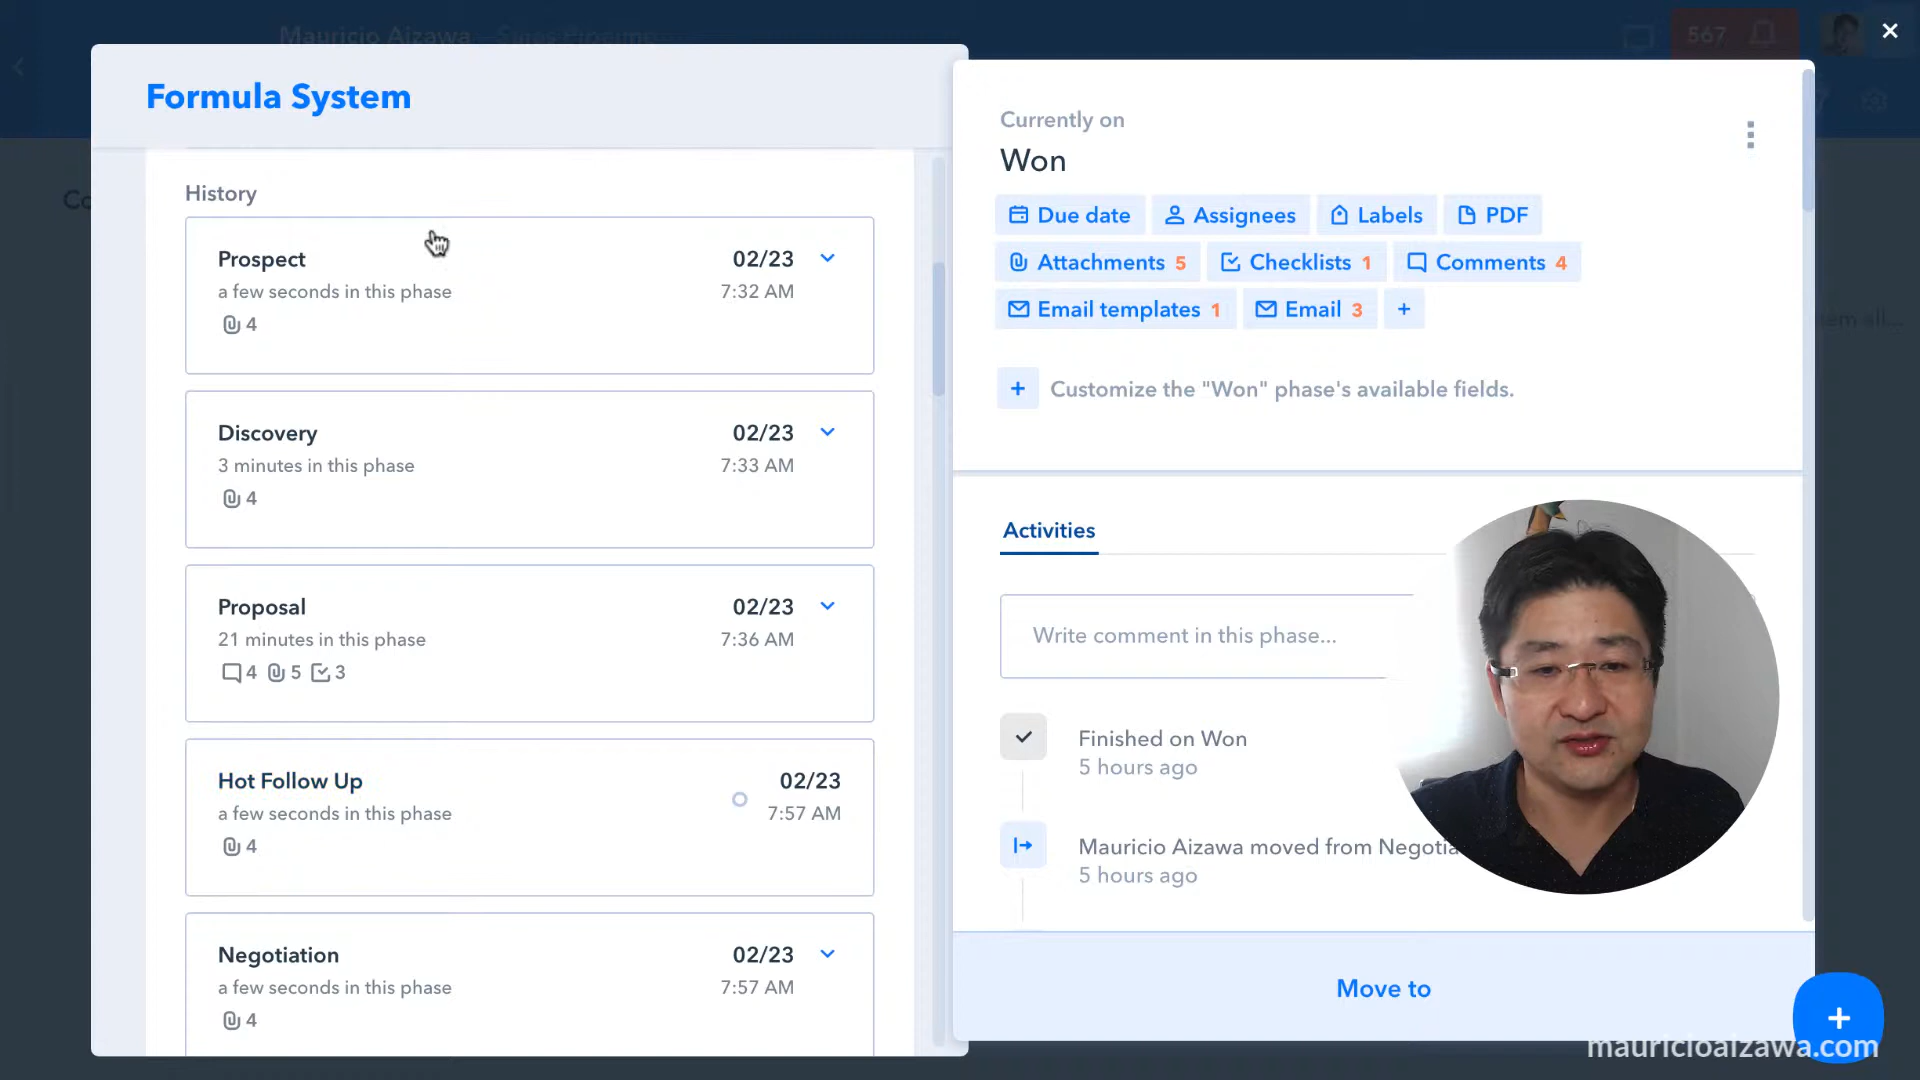 Mauricio Aizawa - Sales Pipeline
567
Formula System
History
Prospect
02/23
a few seconds in this phase
7:32 AM
4
Discovery
02/23
3 minutes in this phase
7:33 AM
4
Proposal
02/23
21 minutes in this phase
7:36 AM
4 5 3
Hot Follow Up
02/23
a few seconds in this phase
7:57 AM
4
Negotiation
02/23
a few seconds in this phase
7:57 AM
4
Currently on
Won
Due date Assignees Labels PDF
Attachments 5 Checklists 1 Comments 4
Email templates 1 Email 3 +
+ Customize the "Won" phase's available fields.
Activities
Write comment in this phase...
Finished on Won
5 hours ago
Mauricio Aizawa moved from Negotia
5 hours ago
Move to
+
mauricioaizawa.com